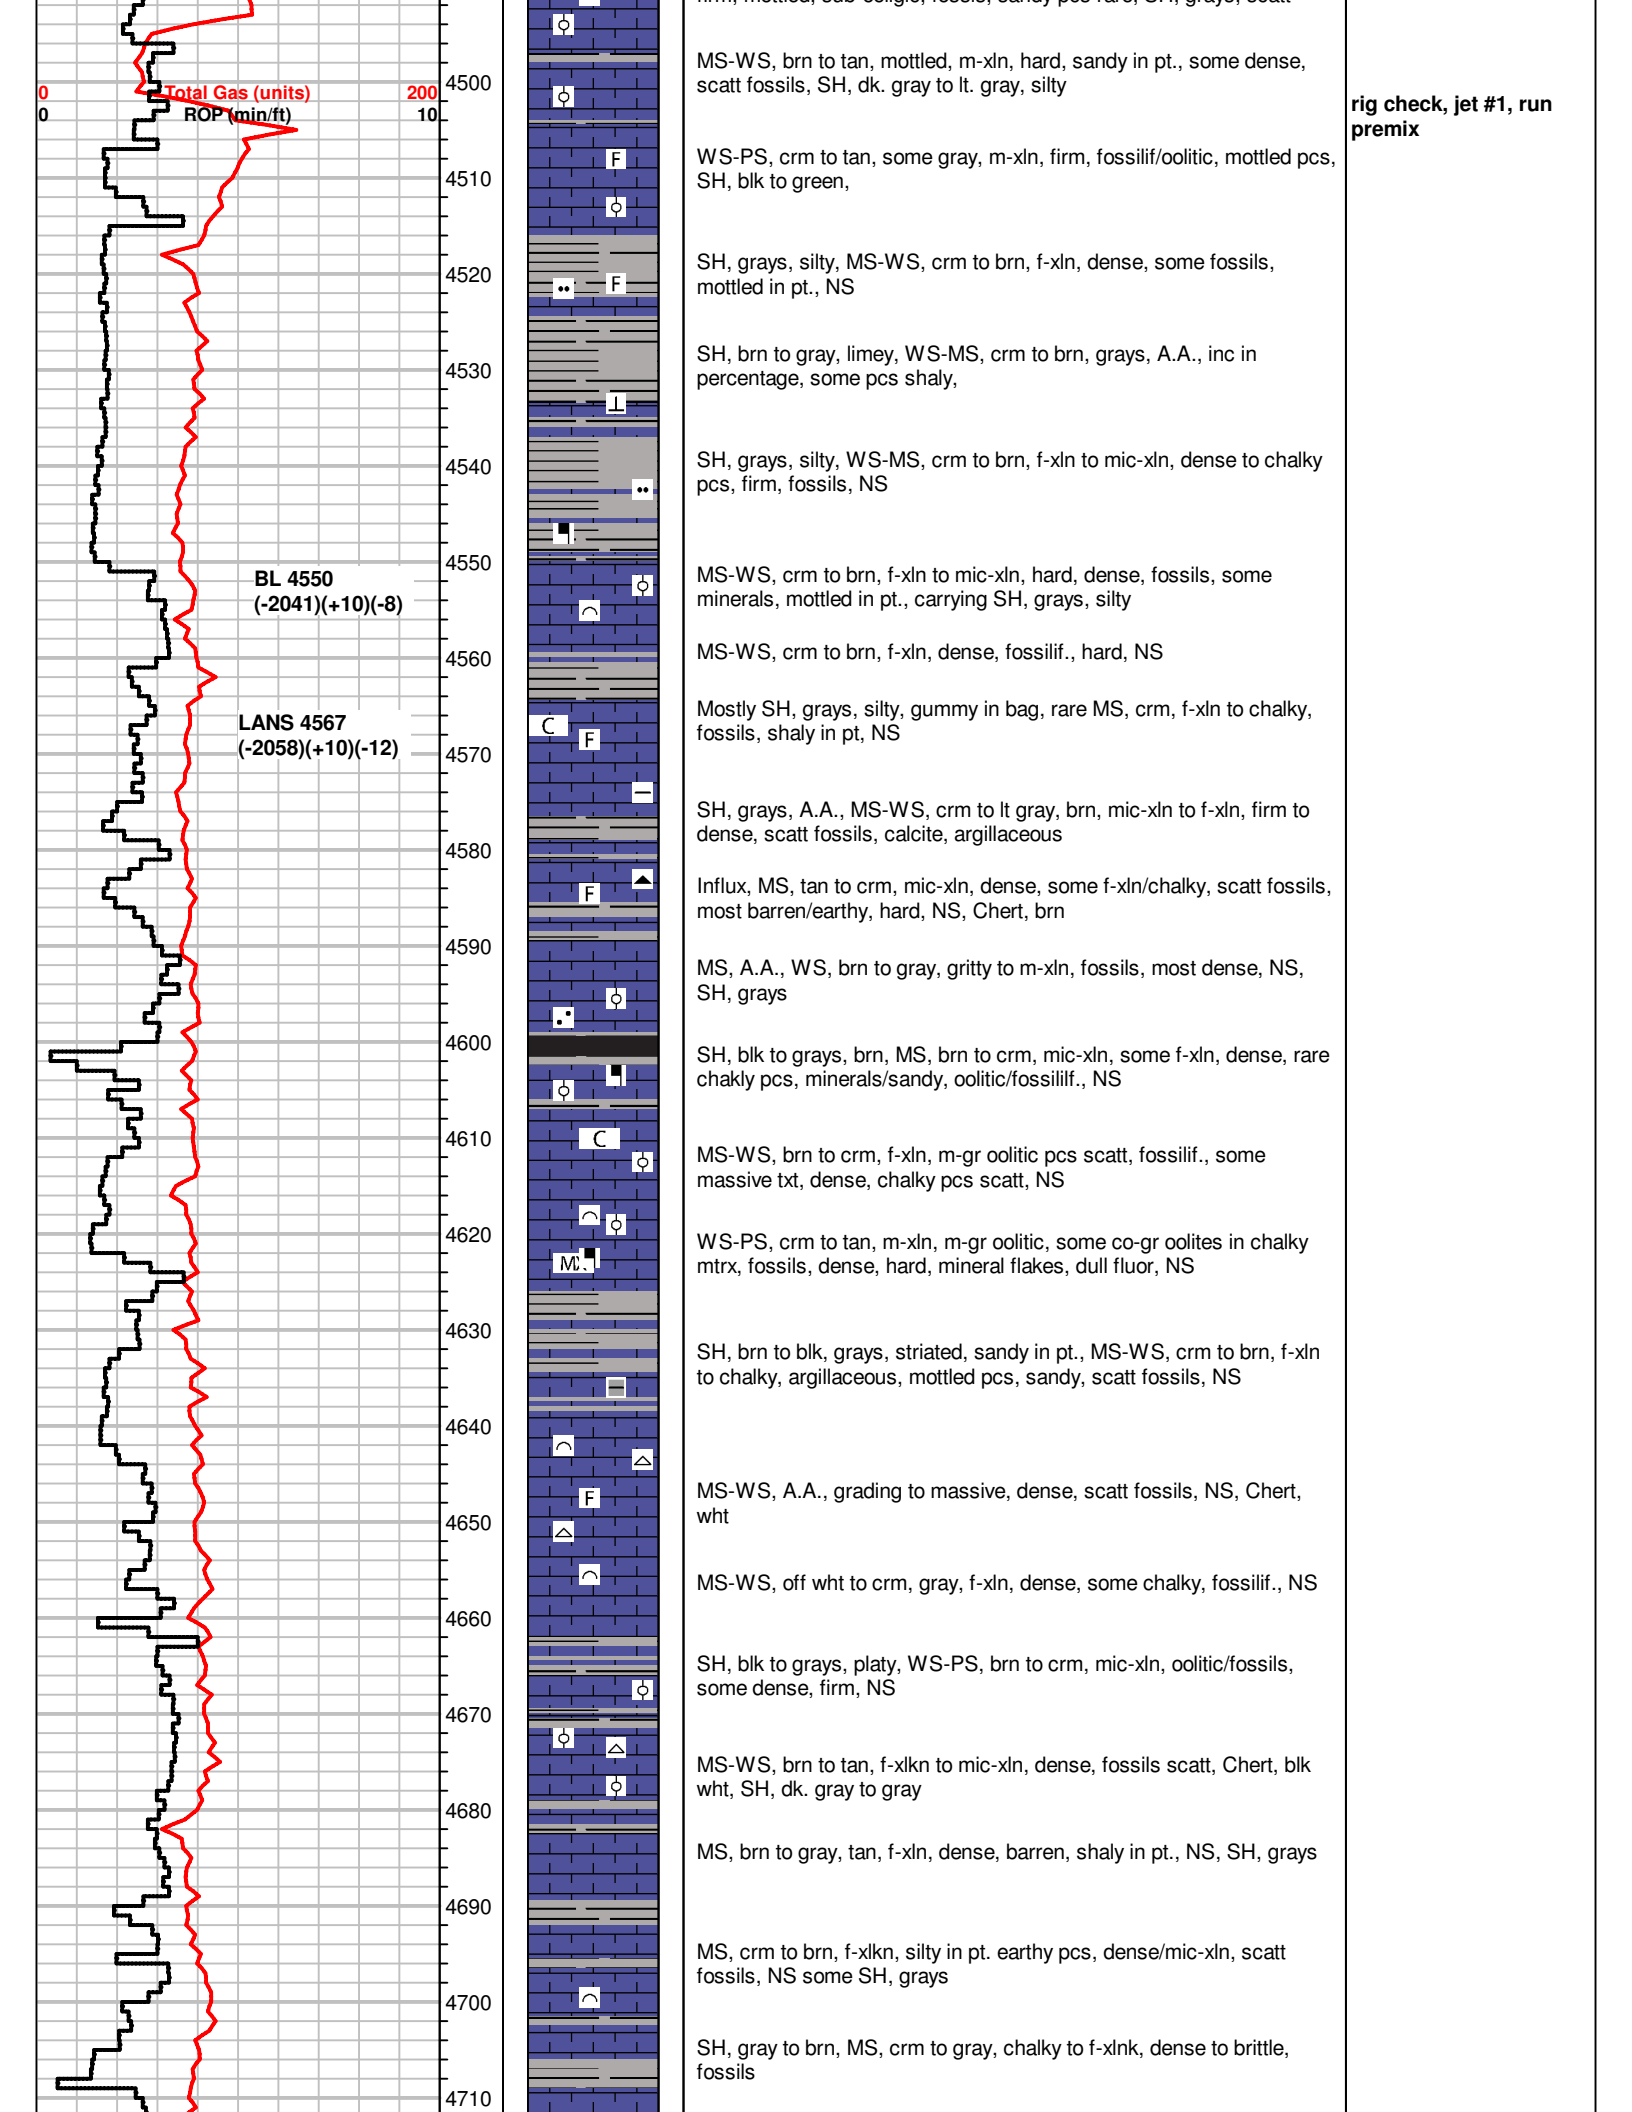 MS-WS, brn to tan, mottled, m-xln, hard, sandy in pt., some dense,
scatt fossils, SH, dk. gray to lt. gray, silty
4500
0 Total Gas (units) 200
0 ROP (min/ft) 10
rig check, jet #1, run
premix
F
WS-PS, crm to tan, some gray, m-xln, firm, fossilif/oolitic, mottled pcs,
SH, blk to green,
4510
SH, grays, silty, MS-WS, crm to brn, f-xln, dense, some fossils,
mottled in pt., NS
4520
F
SH, brn to gray, limey, WS-MS, crm to brn, grays, A.A., inc in
percentage, some pcs shaly,
4530
4540
SH, grays, silty, WS-MS, crm to brn, f-xln to mic-xln, dense to chalky
pcs, firm, fossils, NS
4550
BL 4550
(-2041)(+10)(-8)
MS-WS, crm to brn, f-xln to mic-xln, hard, dense, fossils, some
minerals, mottled in pt., carrying SH, grays, silty
4560
MS-WS, crm to brn, f-xln, dense, fossilif., hard, NS
LANS 4567
(-2058)(+10)(-12)
C
F
Mostly SH, grays, silty, gummy in bag, rare MS, crm, f-xln to chalky,
fossils, shaly in pt, NS
4570
SH, grays, A.A., MS-WS, crm to lt gray, brn, mic-xln to f-xln, firm to
dense, scatt fossils, calcite, argillaceous
4580
F
Influx, MS, tan to crm, mic-xln, dense, some f-xln/chalky, scatt fossils,
most barren/earthy, hard, NS, Chert, brn
4590
MS, A.A., WS, brn to gray, gritty to m-xln, fossils, most dense, NS,
SH, grays
4600
SH, blk to grays, brn, MS, brn to crm, mic-xln, some f-xln, dense, rare
chakly pcs, minerals/sandy, oolitic/fossililf., NS
4610
C
MS-WS, brn to crm, f-xln, m-gr oolitic pcs scatt, fossilif., some
massive txt, dense, chalky pcs scatt, NS
4620
WS-PS, crm to tan, m-xln, m-gr oolitic, some co-gr oolites in chalky
mtrx, fossils, dense, hard, mineral flakes, dull fluor, NS
4630
SH, brn to blk, grays, striated, sandy in pt., MS-WS, crm to brn, f-xln
to chalky, argillaceous, mottled pcs, sandy, scatt fossils, NS
4640
F
MS-WS, A.A., grading to massive, dense, scatt fossils, NS, Chert,
wht
4650
MS-WS, off wht to crm, gray, f-xln, dense, some chalky, fossilif., NS
4660
SH, blk to grays, platy, WS-PS, brn to crm, mic-xln, oolitic/fossils,
some dense, firm, NS
4670
MS-WS, brn to tan, f-xlkn to mic-xln, dense, fossils scatt, Chert, blk
wht, SH, dk. gray to gray
4680
MS, brn to gray, tan, f-xln, dense, barren, shaly in pt., NS, SH, grays
4690
MS, crm to brn, f-xlkn, silty in pt. earthy pcs, dense/mic-xln, scatt
fossils, NS some SH, grays
4700
SH, gray to brn, MS, crm to gray, chalky to f-xlnk, dense to brittle,
fossils
4710